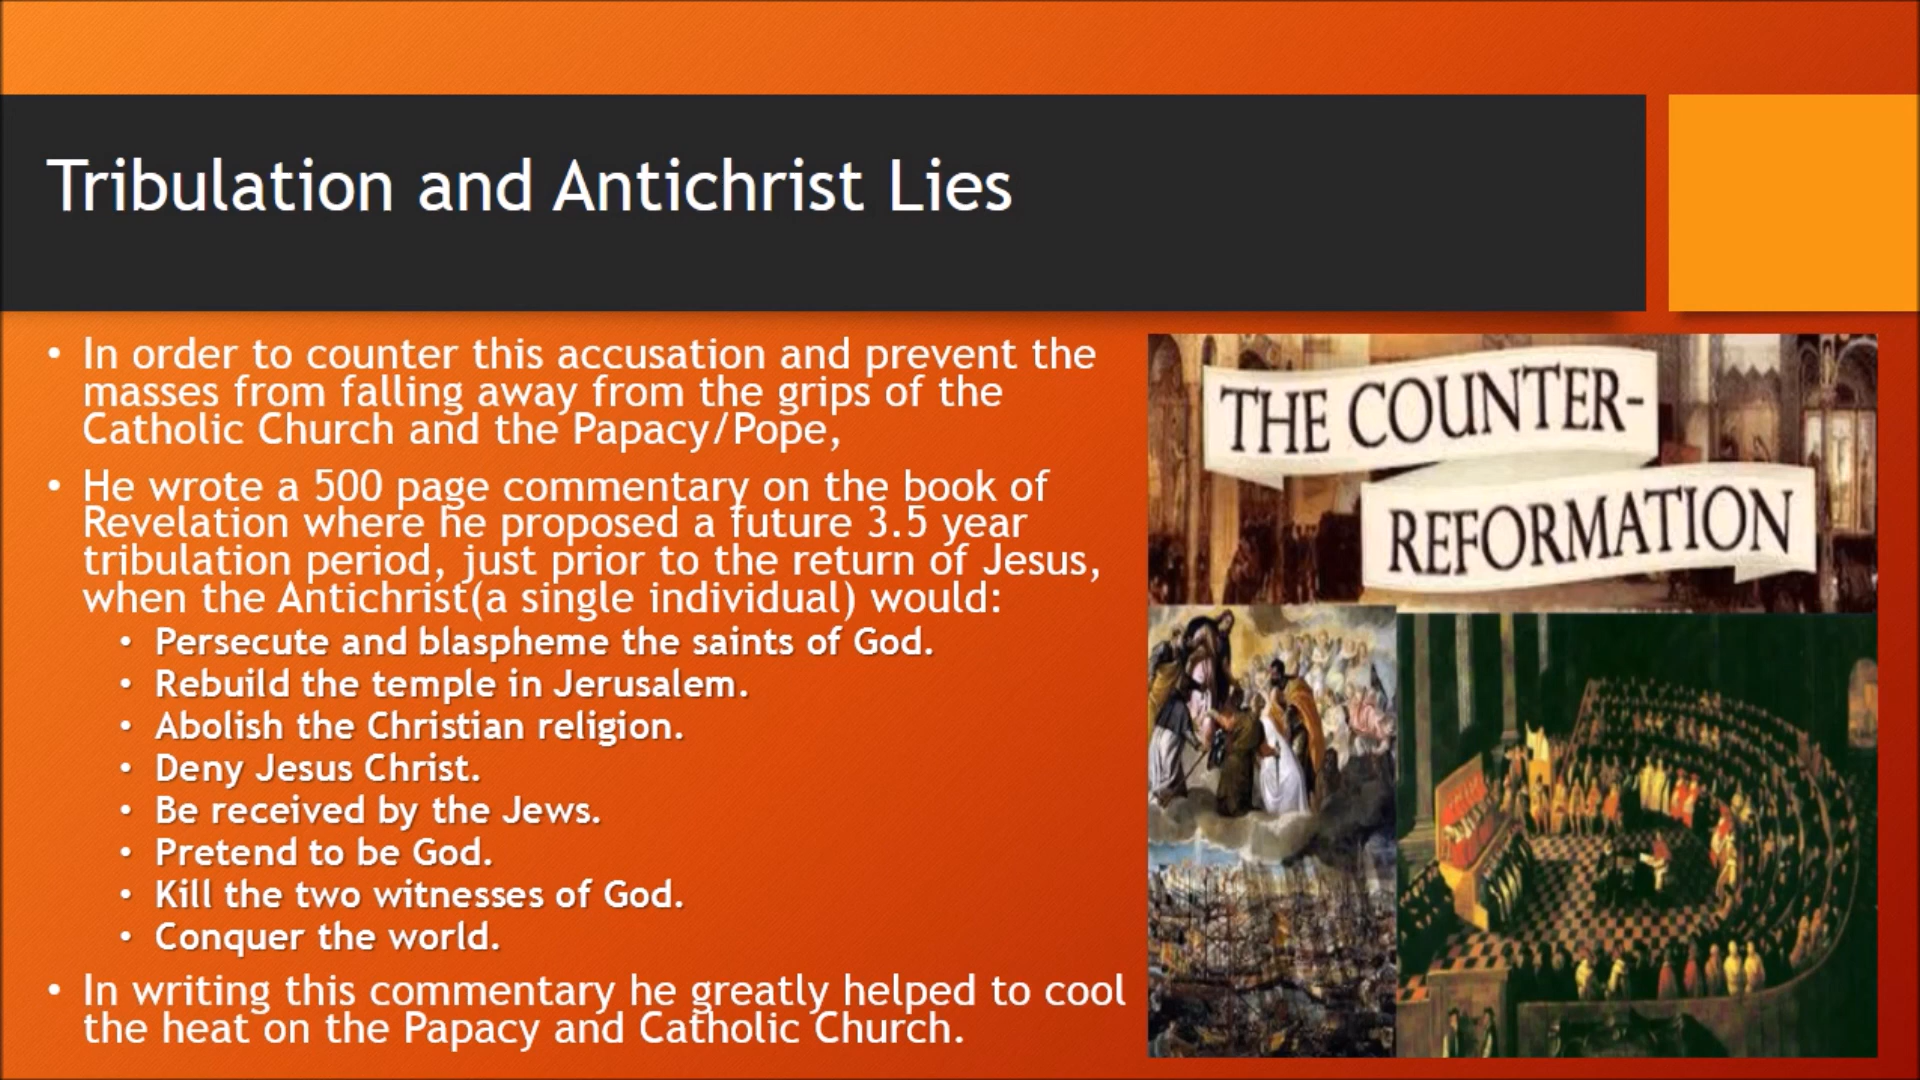 Tribulation and Antichrist Lies
• In order to counter this accusation and prevent the
masses from falling away from the grips of the
Catholic Church and the Papacy/Pope,
• He wrote a 500 page commentary on the book of
Revelation where he proposed a future 3.5 year
tribulation period, just prior to the return of Jesus,
when the Antichrist(a single individual) would:
• Persecute and blaspheme the saints of God.
• Rebuild the temple in Jerusalem.
• Abolish the Christian religion.
• Deny Jesus Christ.
• Be received by the Jews.
• Pretend to be God.
• Kill the two witnesses of God.
• Conquer the world.
• In writing this commentary he greatly helped to cool
the heat on the Papacy and Catholic Church.
THE COUNTER-
REFORMATION